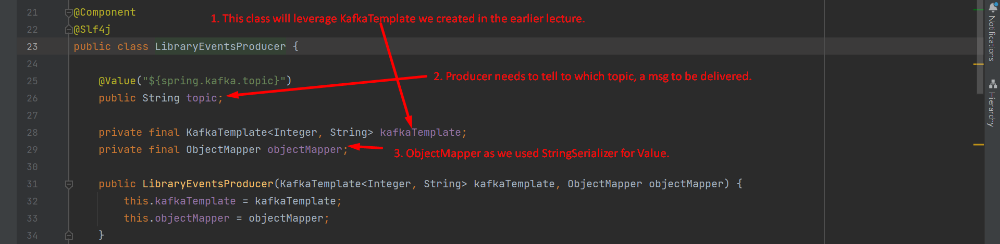 21 @Component
1. This class will leverage KafkaTemplate we created in the earlier lecture.
22 @Slf4j
23 public class LibraryEventsProducer {
24
25 @Value("${spring.kafka.topic}")
2. Producer needs to tell to which topic, a msg to be delivered.
26 public String topic;
27
28 private final KafkaTemplate<Integer, String> kafkaTemplate;
29 private final ObjectMapper objectMapper;
3. ObjectMapper as we used StringSerializer for Value.
30
31 public LibraryEventsProducer(KafkaTemplate<Integer, String> kafkaTemplate, ObjectMapper objectMapper) {
32 this.kafkaTemplate = kafkaTemplate;
33 this.objectMapper = objectMapper;
34 }
Notifications
Hierarchy